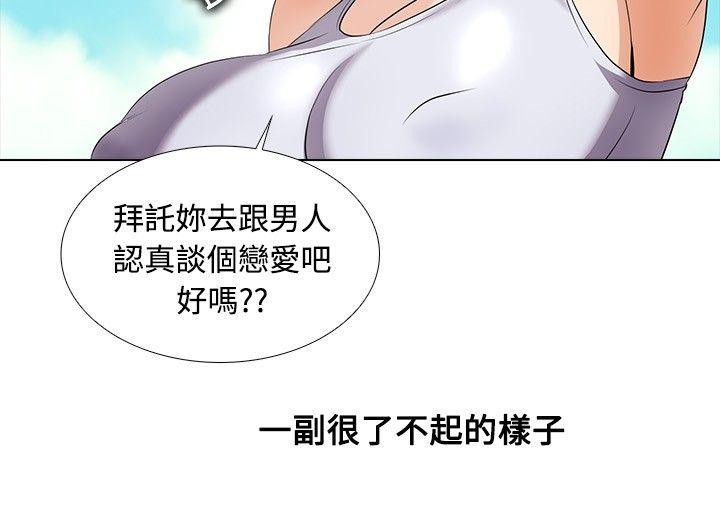 拜託妳去跟男人
認真談個戀愛吧
好嗎??
一副很了不起的樣子